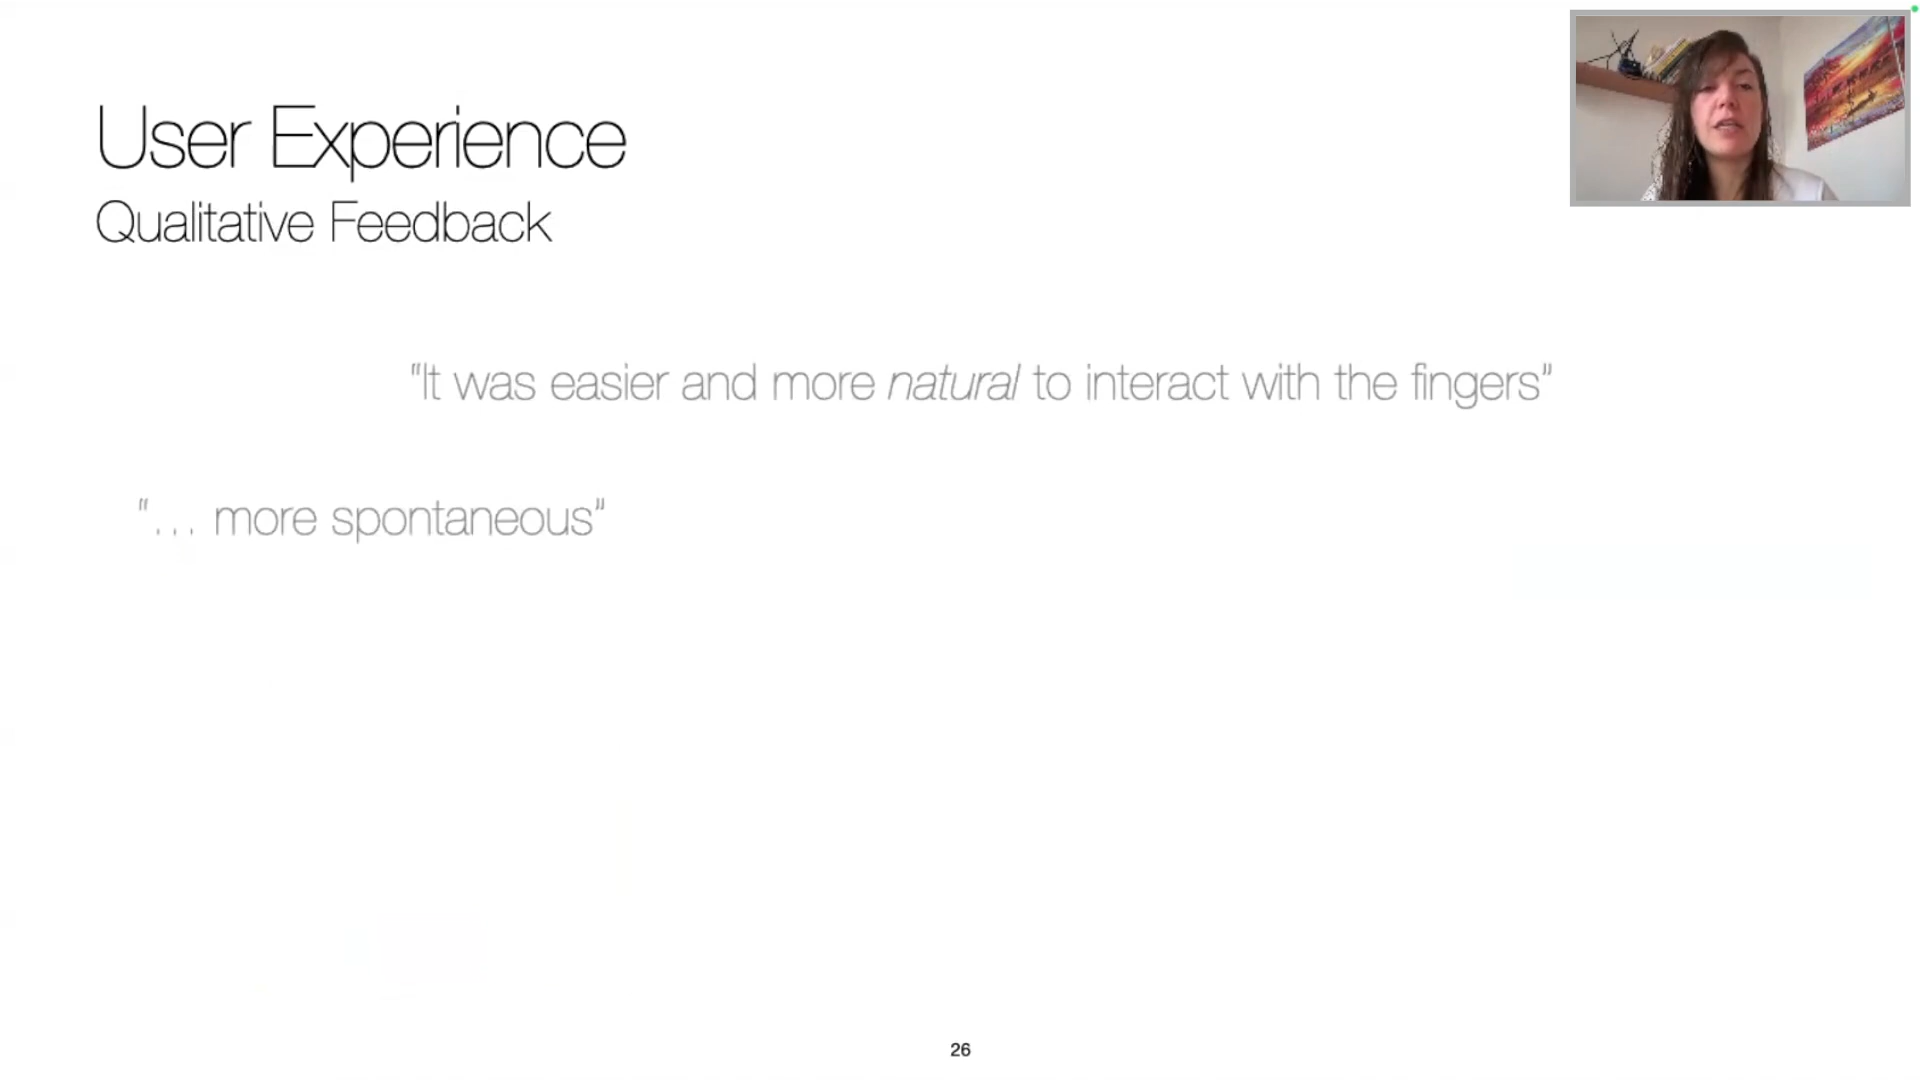 User Experience
Qualitative Feedback
"It was easier and more natural to interact with the fingers”
"… more spontaneous”
26